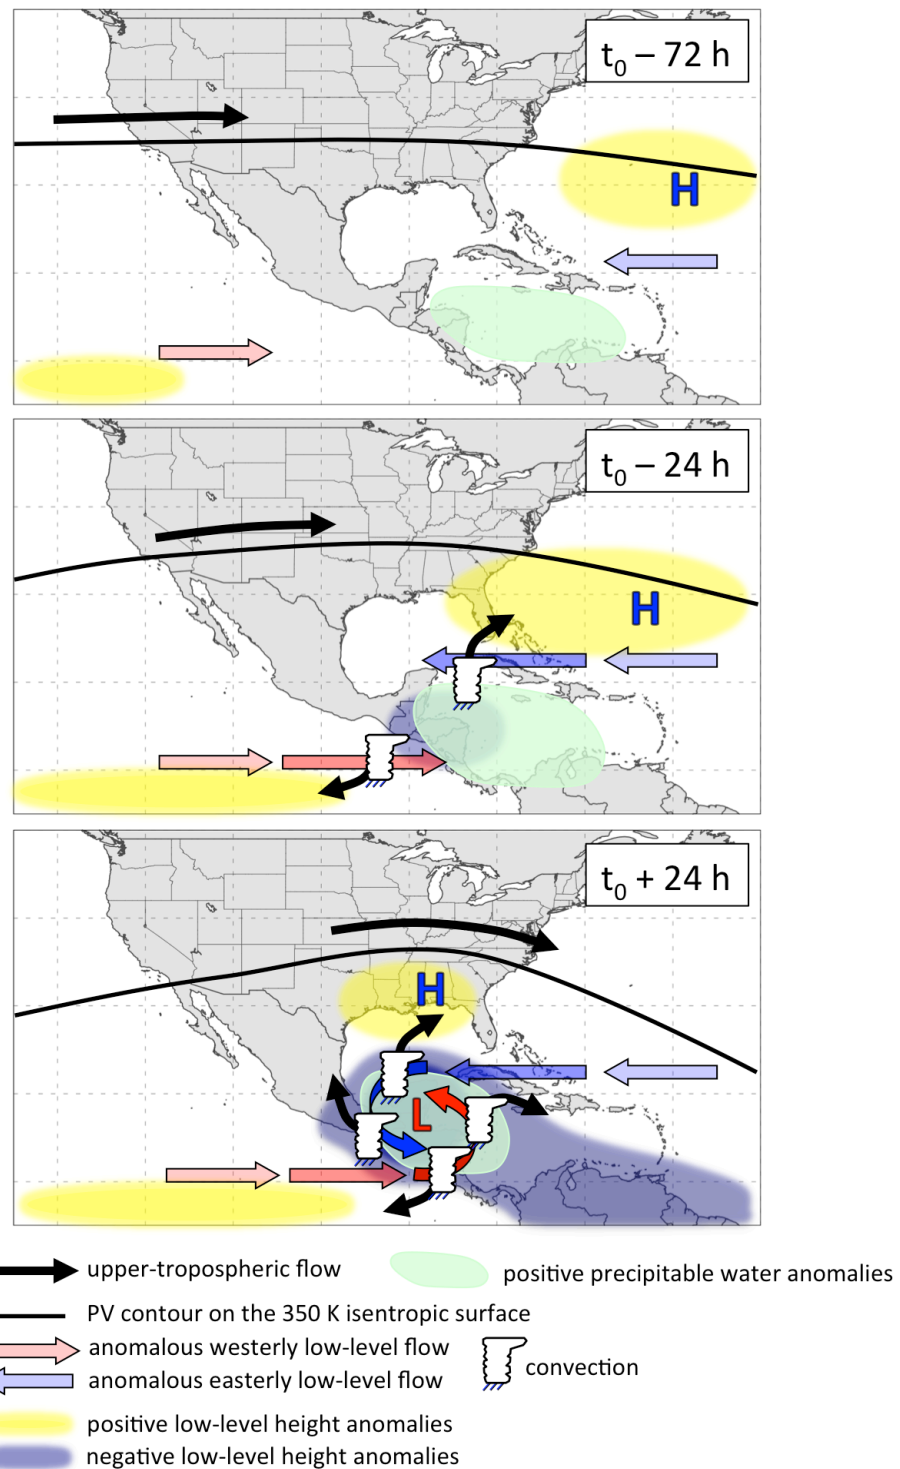 t0 – 72 h
H
t0 – 24 h
H
t0 + 24 h
H
L
upper-tropospheric flow
positive precipitable water anomalies
PV contour on the 350 K isentropic surface
anomalous westerly low-level flow
convection
anomalous easterly low-level flow
positive low-level height anomalies
negative low-level height anomalies